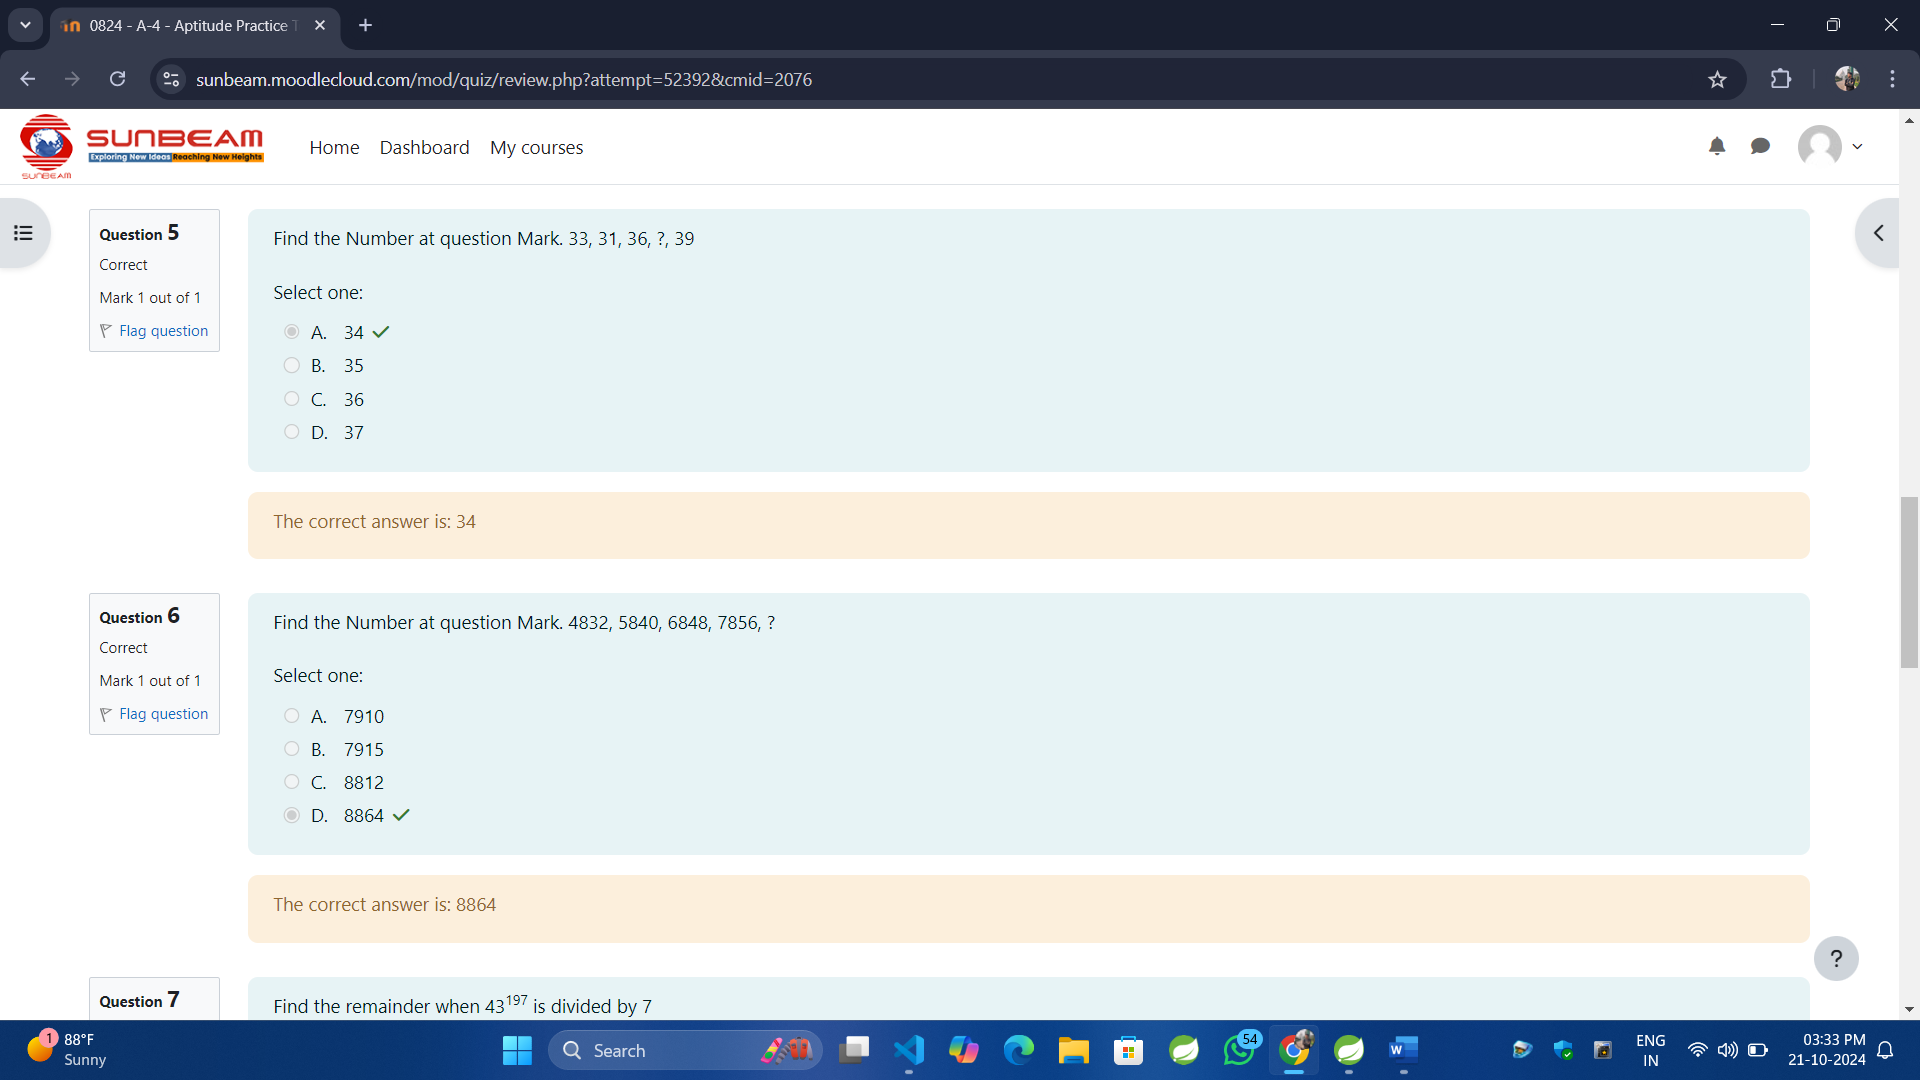 0824 - A-4 - Aptitude Practice T
sunbeam.moodlecloud.com/mod/quiz/review.php?attempt=52392&cmid=2076
SUNBEAM
Exploring New Ideas Reaching New Heights
SUNBEAM
Home
Dashboard
My courses
Question 5
Correct
Mark 1 out of 1
Flag question
Find the Number at question Mark. 33, 31, 36, ?, 39
Select one:
A. 34
B. 35
C. 36
D. 37
The correct answer is: 34
Question 6
Correct
Mark 1 out of 1
Flag question
Find the Number at question Mark. 4832, 5840, 6848, 7856, ?
Select one:
A. 7910
B. 7915
C. 8812
D. 8864
The correct answer is: 8864
?
Question 7
Find the remainder when 43¹⁹⁷ is divided by 7
1
88°F
Sunny
Search
54
W
ENG
IN
03:33 PM
21-10-2024